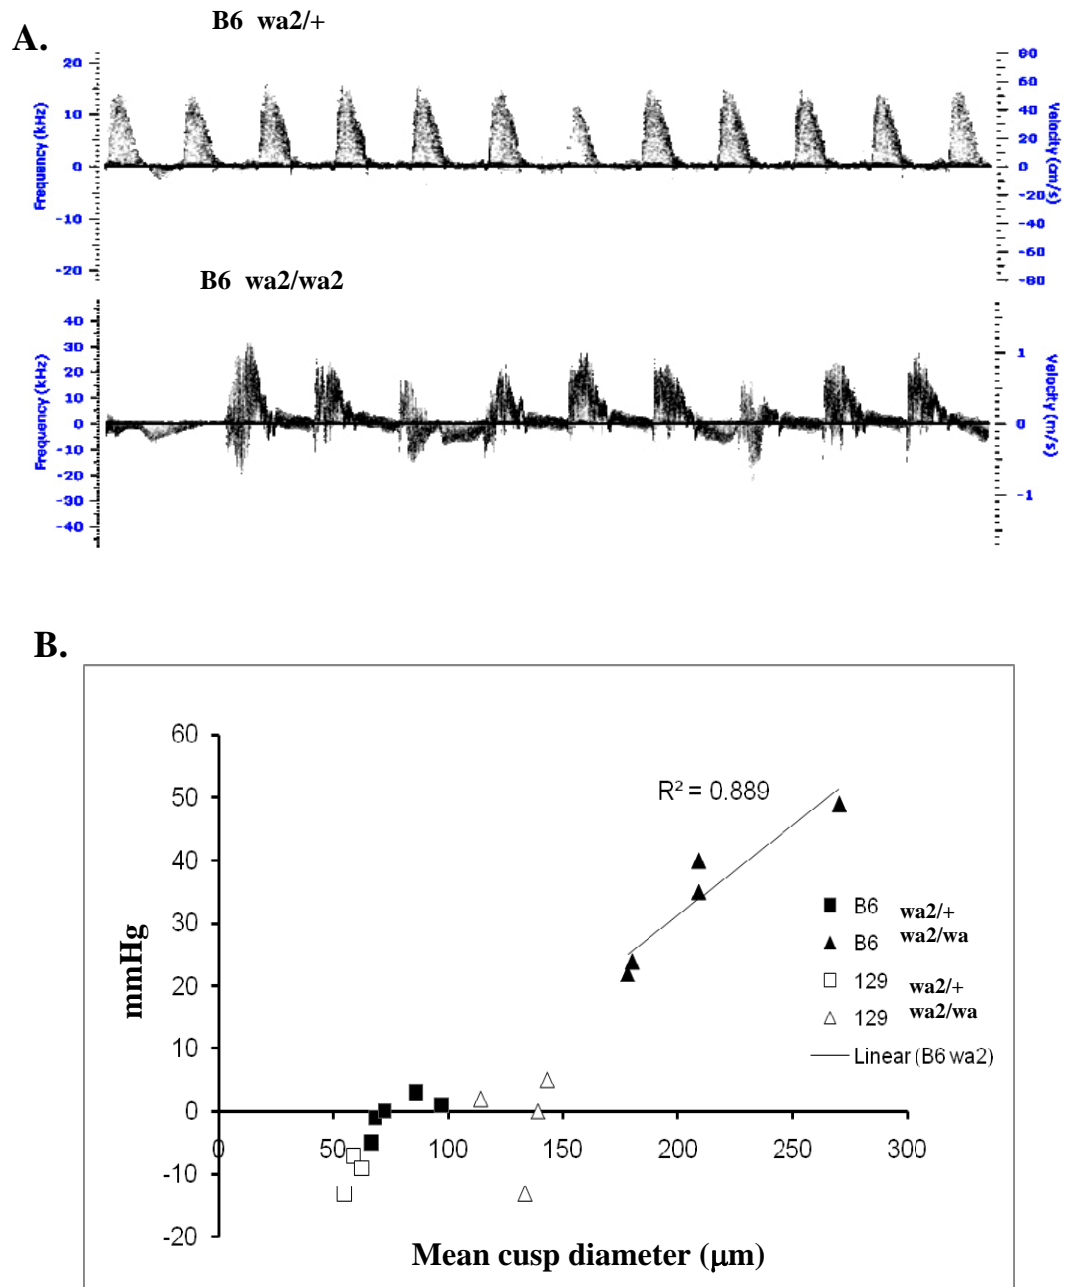 B6 wa2/+
A.
20
10
0
-10
-20
Frequency (kHz)
80
60
40
20
0
-20
-40
-60
-80
Velocity (cm/s)
B6 wa2/wa2
40
30
20
10
0
-10
-20
-30
-40
Frequency (kHz)
1
0
-1
Velocity (m/s)
B.
60
50
40
30
20
10
0
-10
-20
mmHg
R² = 0.889
B6 wa2/+
B6 wa2/wa
129 wa2/+
129 wa2/wa
Linear (B6 wa2)
0 50 100 150 200 250 300
Mean cusp diameter (μm)